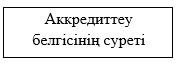 Аккредиттеу
белгісінің суреті